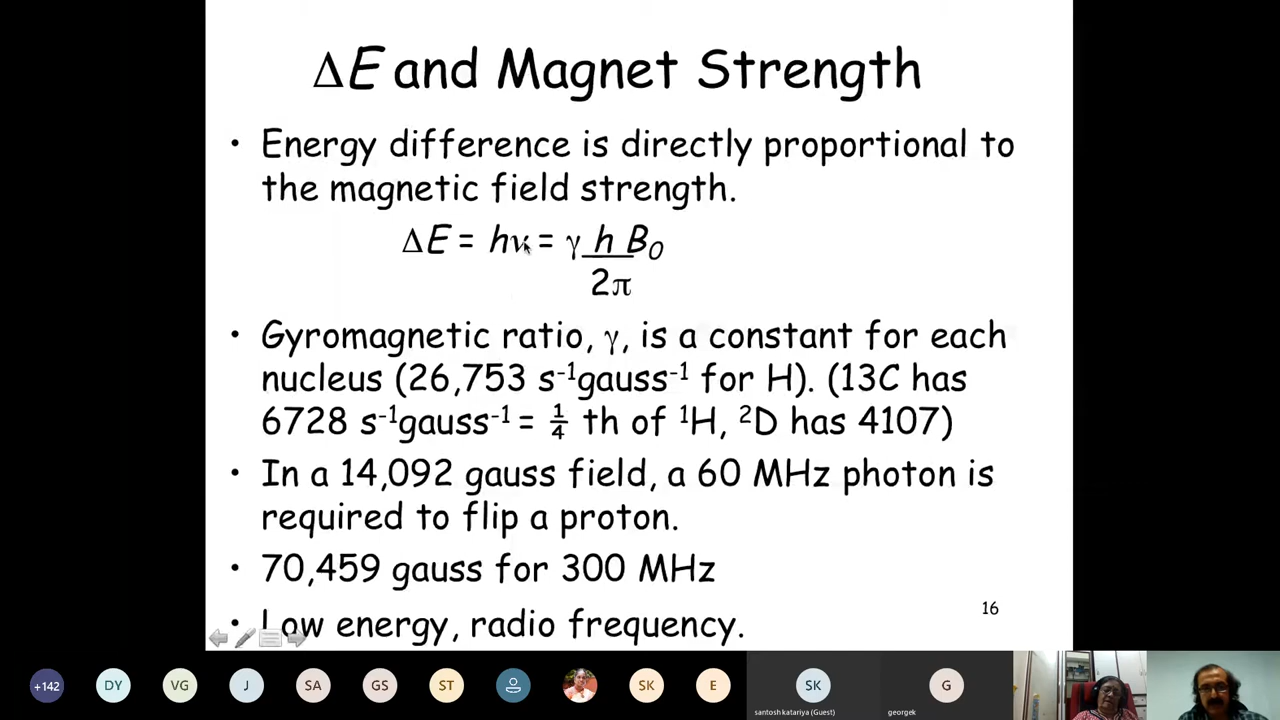 ΔE and Magnet Strength
• Energy difference is directly proportional to
the magnetic field strength.
ΔE = hν = γ h B0
2π
• Gyromagnetic ratio, γ, is a constant for each
nucleus (26,753 s-1gauss-1 for H). (13C has
6728 s-1gauss-1 = ¼ th of 1H, 2D has 4107)
• In a 14,092 gauss field, a 60 MHz photon is
required to flip a proton.
• 70,459 gauss for 300 MHz
16
• Low energy, radio frequency.
+142 DY VG J SA GS ST SK E SK G
santosh katariya (Guest) georgek